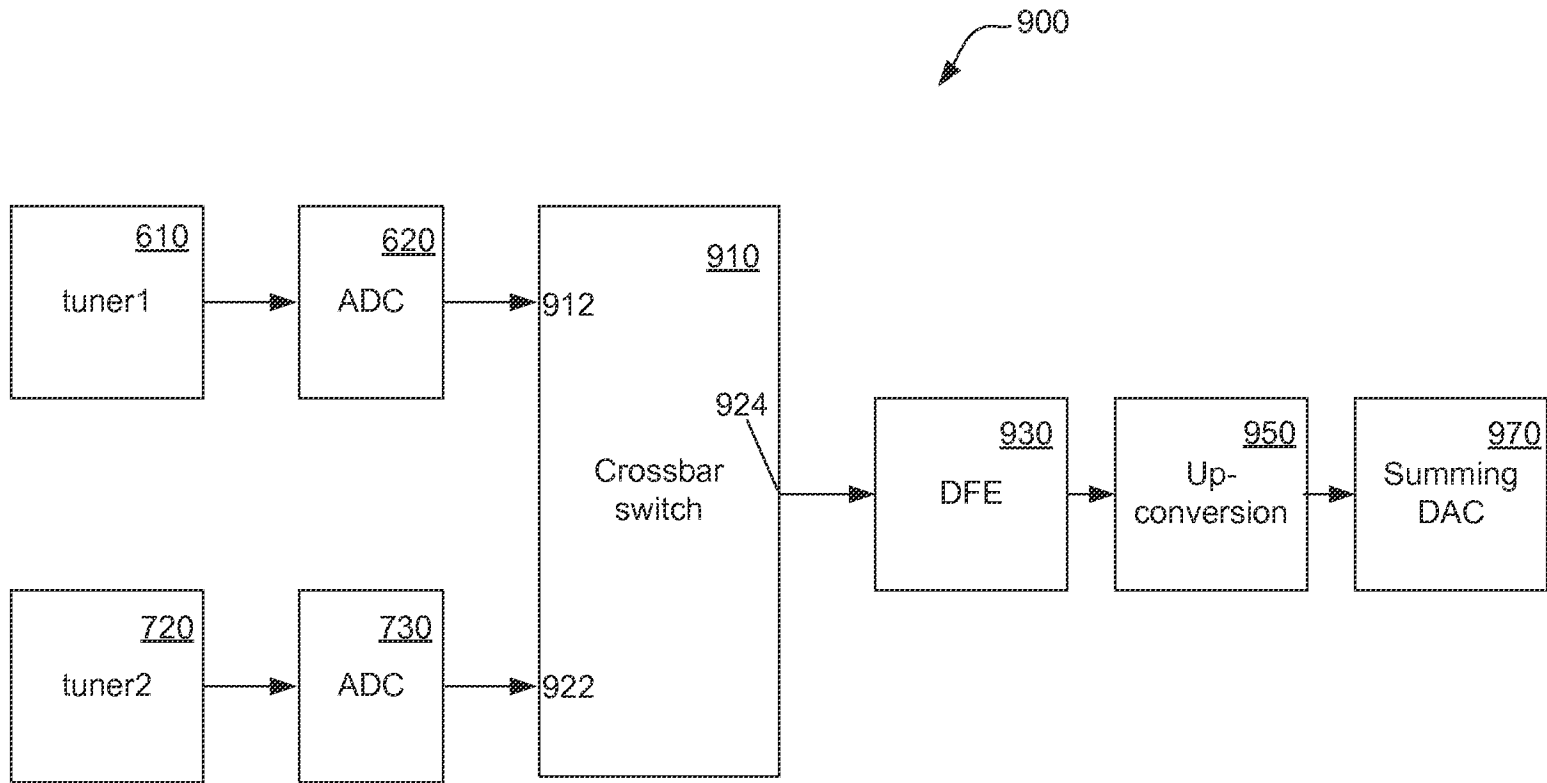 900
610
tuner1
620
ADC
912
910
924
Crossbar
switch
930
DFE
950
Up-
conversion
970
Summing
DAC
720
tuner2
730
ADC
922